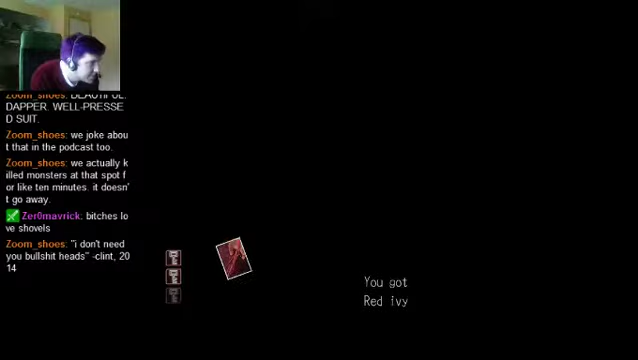 Zoom_shoes: BEAUTIFUL.
DAPPER. WELL-PRESSE
D SUIT.
Zoom_shoes: we joke abou
t that in the podcast too.
Zoom_shoes: we actually k
illed monsters at that spot f
or like ten minutes. it doesn'
t go away.
Zer0mavrick: bitches lo
ve shovels
Zoom_shoes: "i don't need
you bullshit heads" -clint, 20
14
You got
Red ivy